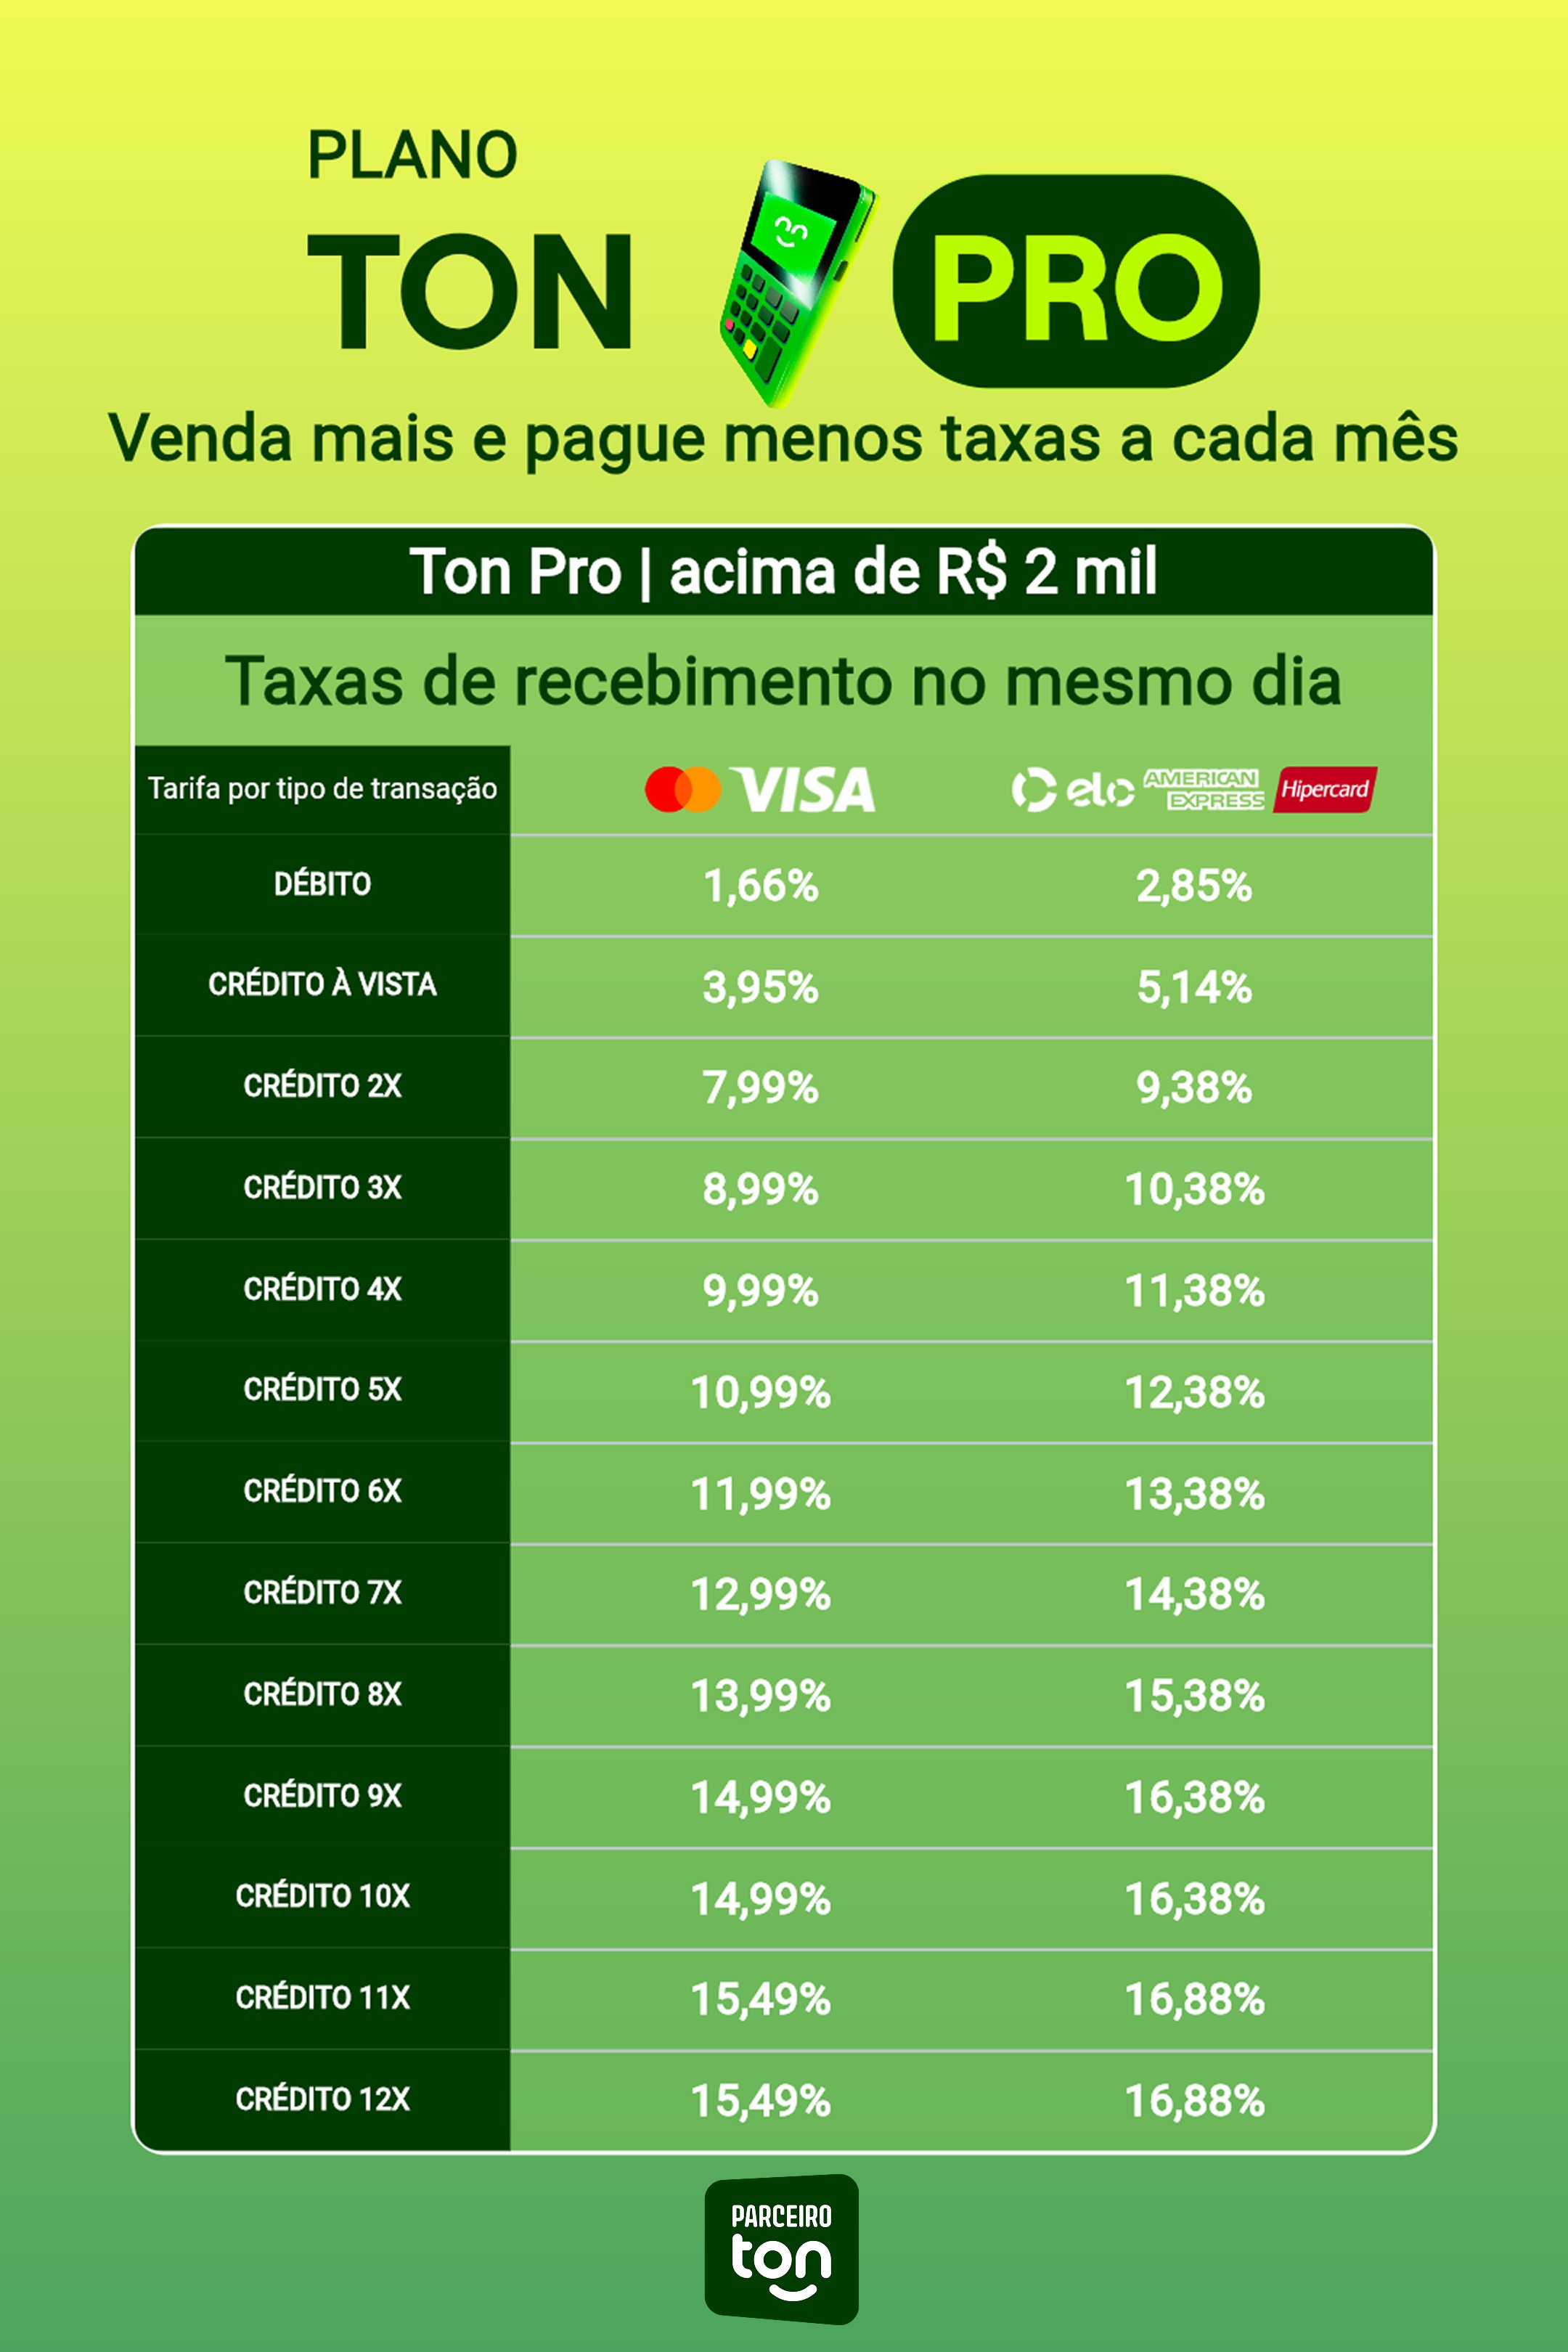 PLANO
TON PRO
Venda mais e pague menos taxas a cada mês
Ton Pro | acima de R$ 2 mil
Taxas de recebimento no mesmo dia
Tarifa por tipo de transação VISA elo AMERICAN EXPRESS Hipercard
DÉBITO 1,66% 2,85%
CRÉDITO À VISTA 3,95% 5,14%
CRÉDITO 2X 7,99% 9,38%
CRÉDITO 3X 8,99% 10,38%
CRÉDITO 4X 9,99% 11,38%
CRÉDITO 5X 10,99% 12,38%
CRÉDITO 6X 11,99% 13,38%
CRÉDITO 7X 12,99% 14,38%
CRÉDITO 8X 13,99% 15,38%
CRÉDITO 9X 14,99% 16,38%
CRÉDITO 10X 14,99% 16,38%
CRÉDITO 11X 15,49% 16,88%
CRÉDITO 12X 15,49% 16,88%
PARCEIRO
ton